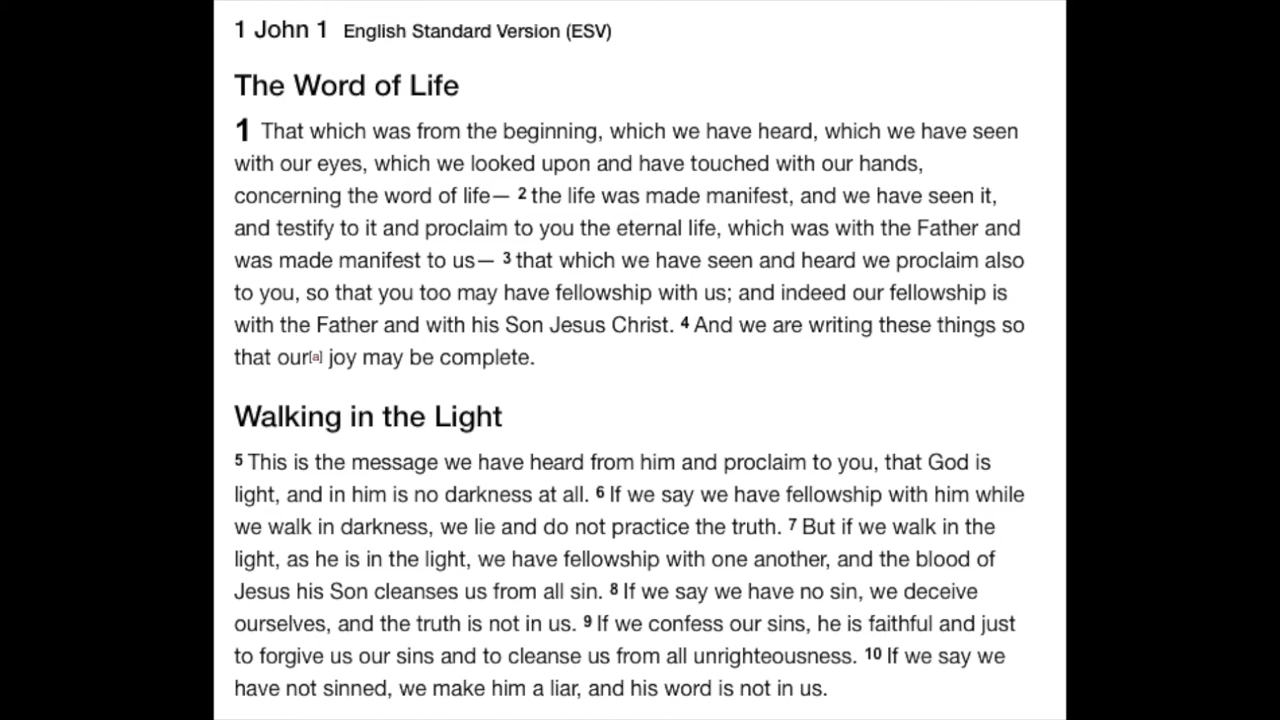 1 John 1 English Standard Version (ESV)
The Word of Life
1 That which was from the beginning, which we have heard, which we have seen
with our eyes, which we looked upon and have touched with our hands,
concerning the word of life— 2 the life was made manifest, and we have seen it,
and testify to it and proclaim to you the eternal life, which was with the Father and
was made manifest to us— 3 that which we have seen and heard we proclaim also
to you, so that you too may have fellowship with us; and indeed our fellowship is
with the Father and with his Son Jesus Christ. 4 And we are writing these things so
that our[a] joy may be complete.
Walking in the Light
5 This is the message we have heard from him and proclaim to you, that God is
light, and in him is no darkness at all. 6 If we say we have fellowship with him while
we walk in darkness, we lie and do not practice the truth. 7 But if we walk in the
light, as he is in the light, we have fellowship with one another, and the blood of
Jesus his Son cleanses us from all sin. 8 If we say we have no sin, we deceive
ourselves, and the truth is not in us. 9 If we confess our sins, he is faithful and just
to forgive us our sins and to cleanse us from all unrighteousness. 10 If we say we
have not sinned, we make him a liar, and his word is not in us.